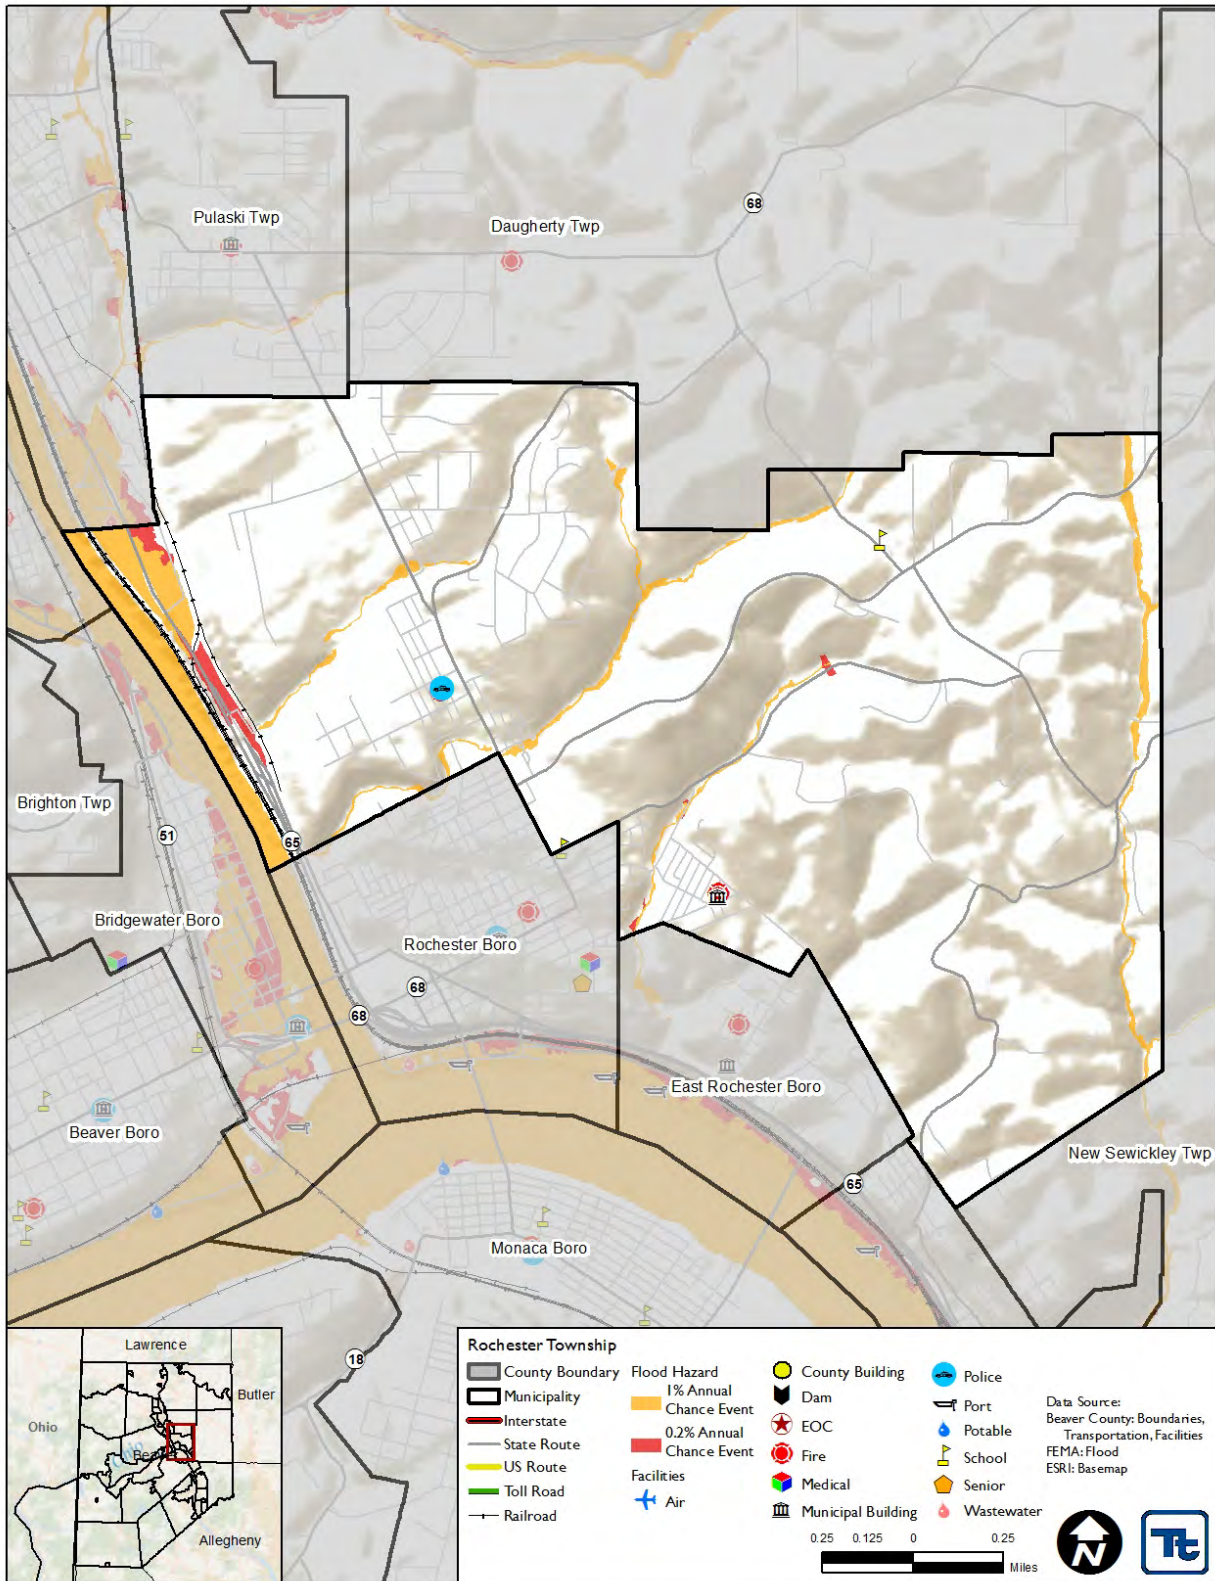 68
Pulaski Twp
Daugherty Twp
Brighton Twp
51
65
Bridgewater Boro
Rochester Boro
68
68
East Rochester Boro
Beaver Boro
New Sewickley Twp
65
Monaca Boro
18
Lawrence
Butler
Ohio
Ohio
Beaver
Allegheny
Rochester Township
County Boundary
Municipality
Interstate
State Route
US Route
Toll Road
Railroad
Flood Hazard
1% Annual
Chance Event
0.2% Annual
Chance Event
Facilities
Air
County Building
Dam
EOC
Fire
Medical
Municipal Building
Police
Port
Potable
School
Senior
Wastewater
Data Source:
Beaver County: Boundaries,
Transportation, Facilities
FEMA: Flood
ESRI: Basemap
0.25 0.125 0 0.25
Miles
N
Tt